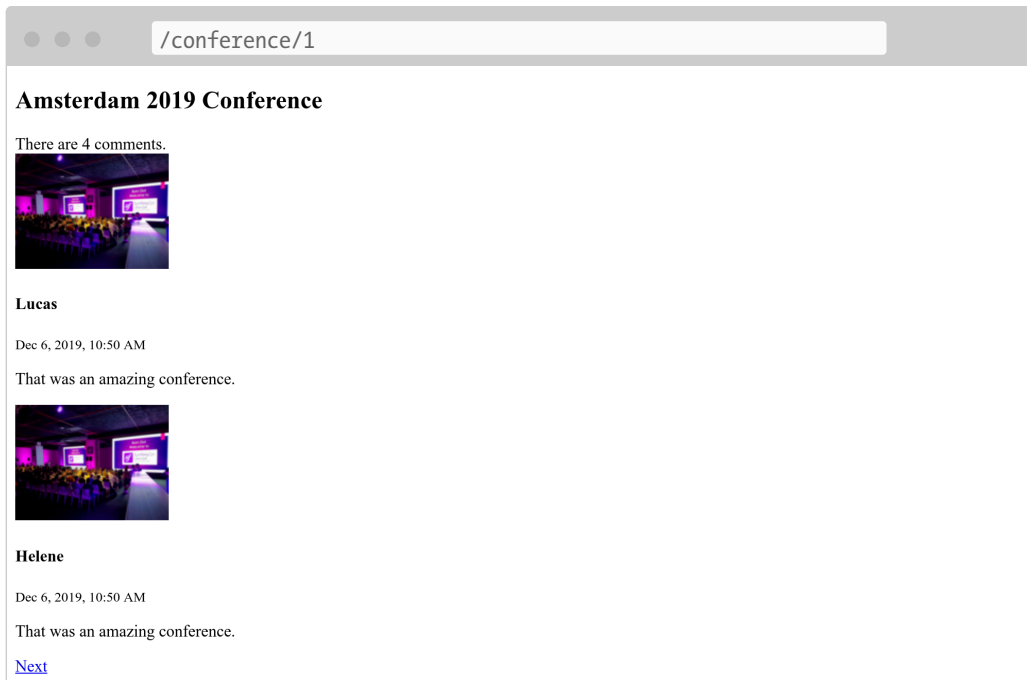 /conference/1
Amsterdam 2019 Conference
There are 4 comments.
Lucas
Dec 6, 2019, 10:50 AM
That was an amazing conference.
Helene
Dec 6, 2019, 10:50 AM
That was an amazing conference.
Next